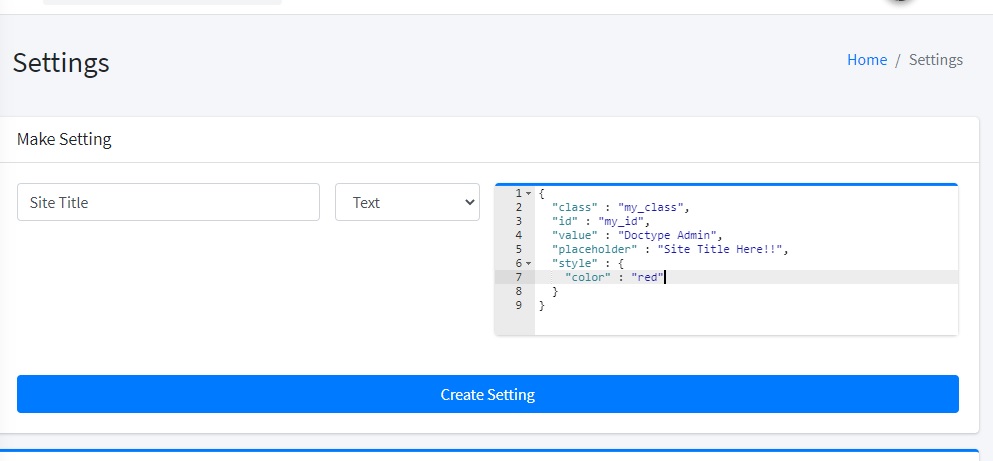 Settings
Home / Settings
Make Setting
Site Title
Text
1 {
2 "class" : "my_class",
3 "id" : "my_id",
4 "value" : "Doctype Admin",
5 "placeholder" : "Site Title Here!!",
6 "style" : {
7 "color" : "red"
8 }
9 }
Create Setting